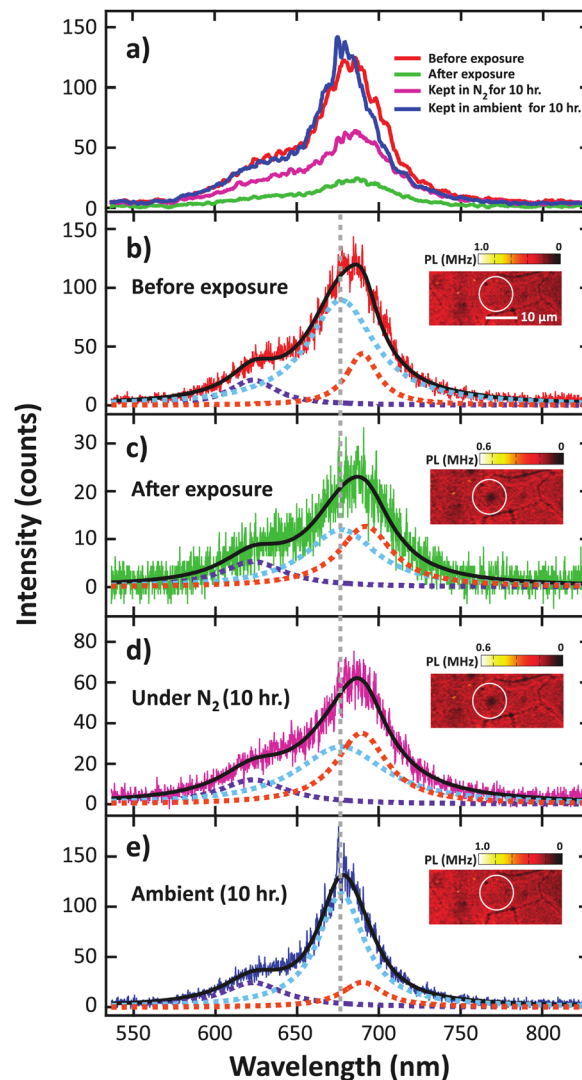 a)
Before exposure
After exposure
Kept in N2 for 10 hr.
Kept in ambient for 10 hr.
150
100
50
0
b)
Before exposure
PL (MHz)
1.0 0
10 µm
150
100
50
0
c)
After exposure
PL (MHz)
0.6 0
30
20
10
0
d)
Under N2 (10 hr.)
PL (MHz)
0.6 0
80
60
40
20
0
e)
Ambient (10 hr.)
PL (MHz)
1.0 0
150
100
50
0
Intensity (counts)
550 600 650 700 750 800
Wavelength (nm)